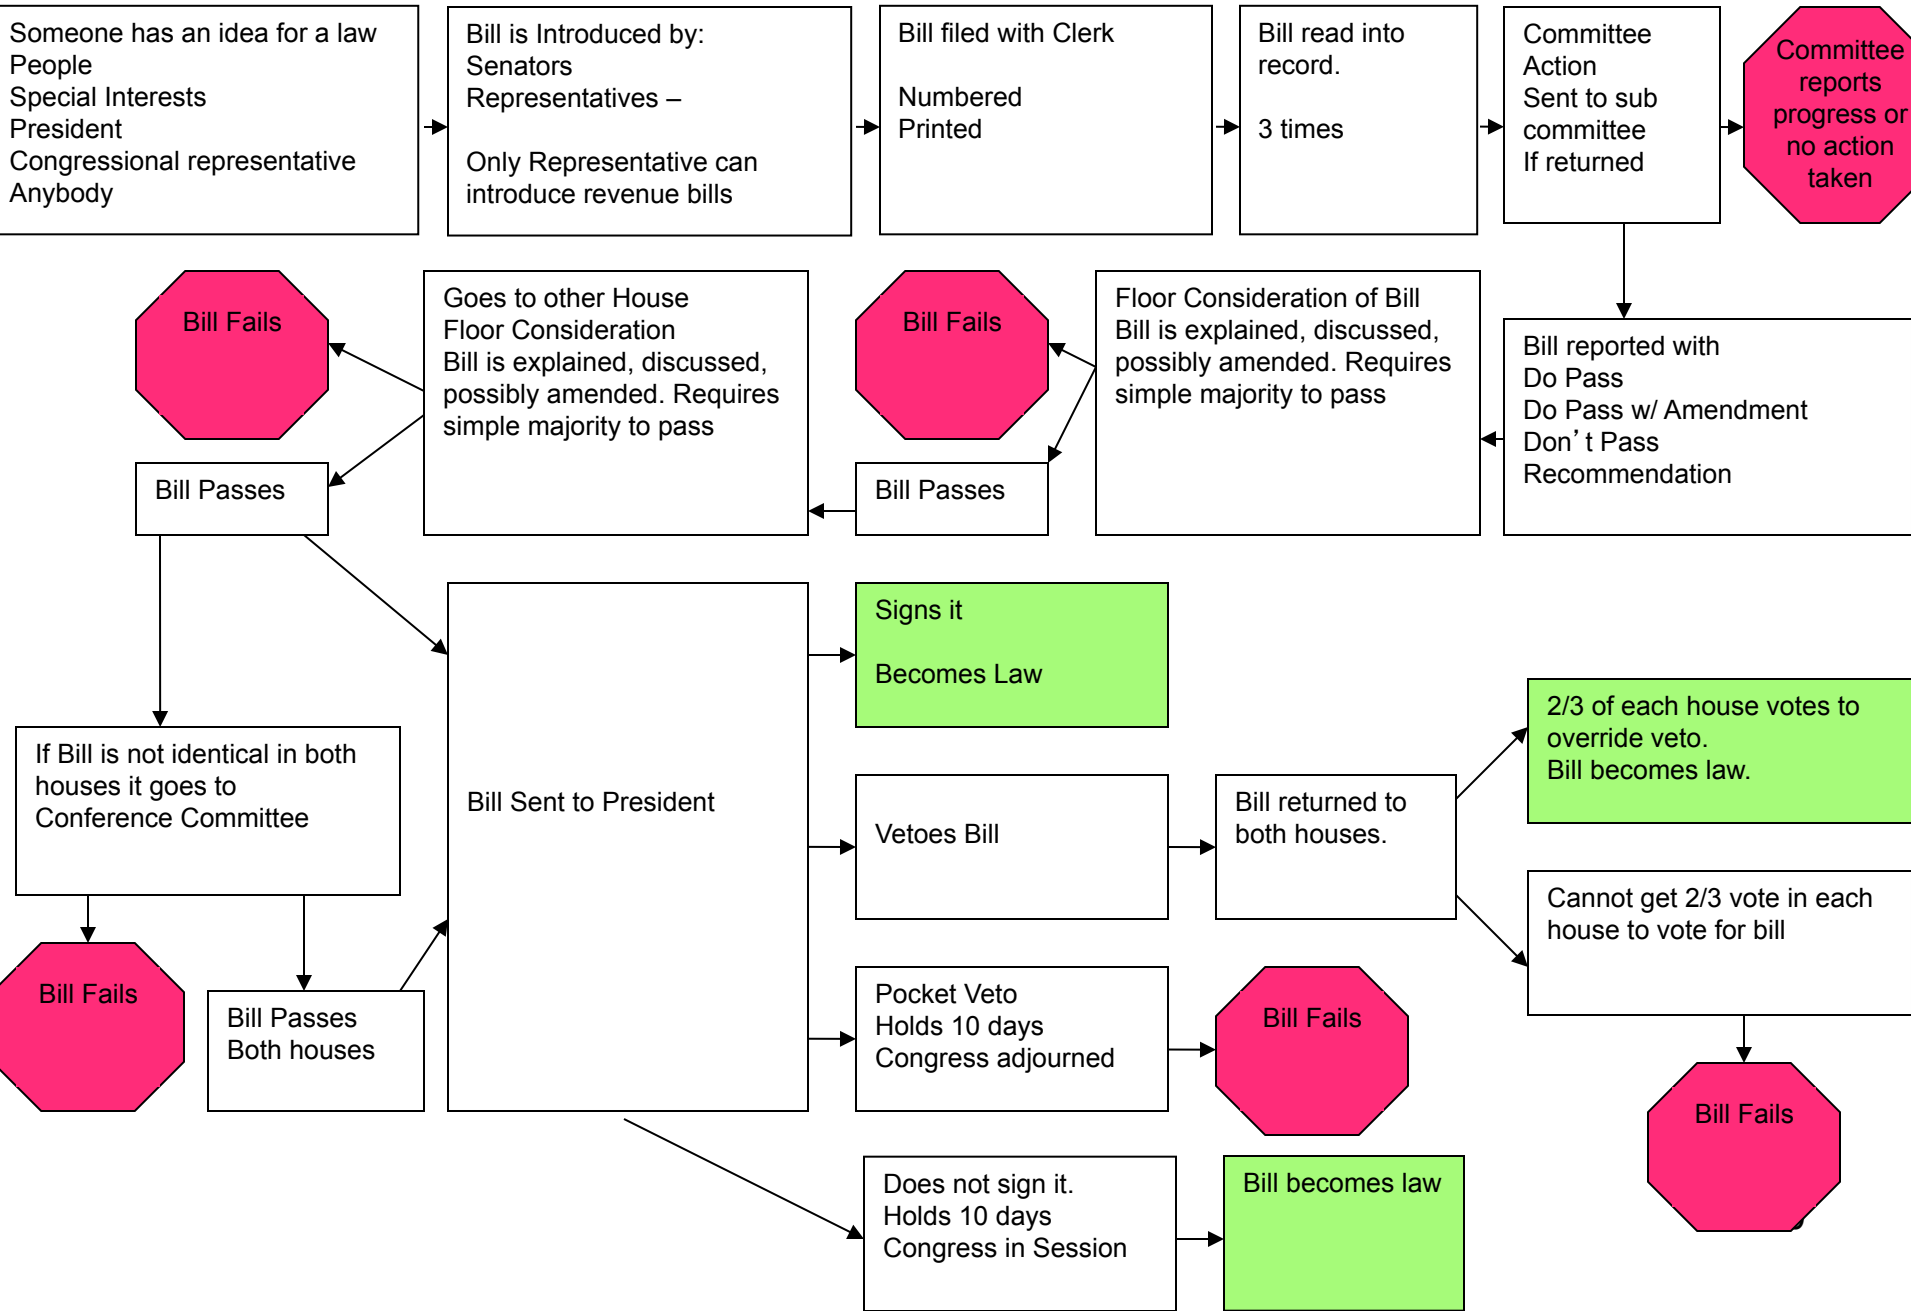 Someone has an idea for a law
People
Special Interests
President
Congressional representative
Anybody
Bill is Introduced by:
Senators
Representatives –
Only Representative can
introduce revenue bills
Bill filed with Clerk
Numbered
Printed
Bill read into
record.
3 times
Committee
Action
Sent to sub
committee
If returned
Committee
reports
progress or
no action
taken
Bill Fails
Goes to other House
Floor Consideration
Bill is explained, discussed,
possibly amended. Requires
simple majority to pass
Bill Fails
Floor Consideration of Bill
Bill is explained, discussed,
possibly amended. Requires
simple majority to pass
Bill reported with
Do Pass
Do Pass w/ Amendment
Don’t Pass
Recommendation
Bill Passes
Bill Passes
Signs it
Becomes Law
2/3 of each house votes to
override veto.
Bill becomes law.
If Bill is not identical in both
houses it goes to
Conference Committee
Bill Sent to President
Vetoes Bill
Bill returned to
both houses.
Cannot get 2/3 vote in each
house to vote for bill
Bill Fails
Bill Passes
Both houses
Pocket Veto
Holds 10 days
Congress adjourned
Bill Fails
Bill Fails
Does not sign it.
Holds 10 days
Congress in Session
Bill becomes law